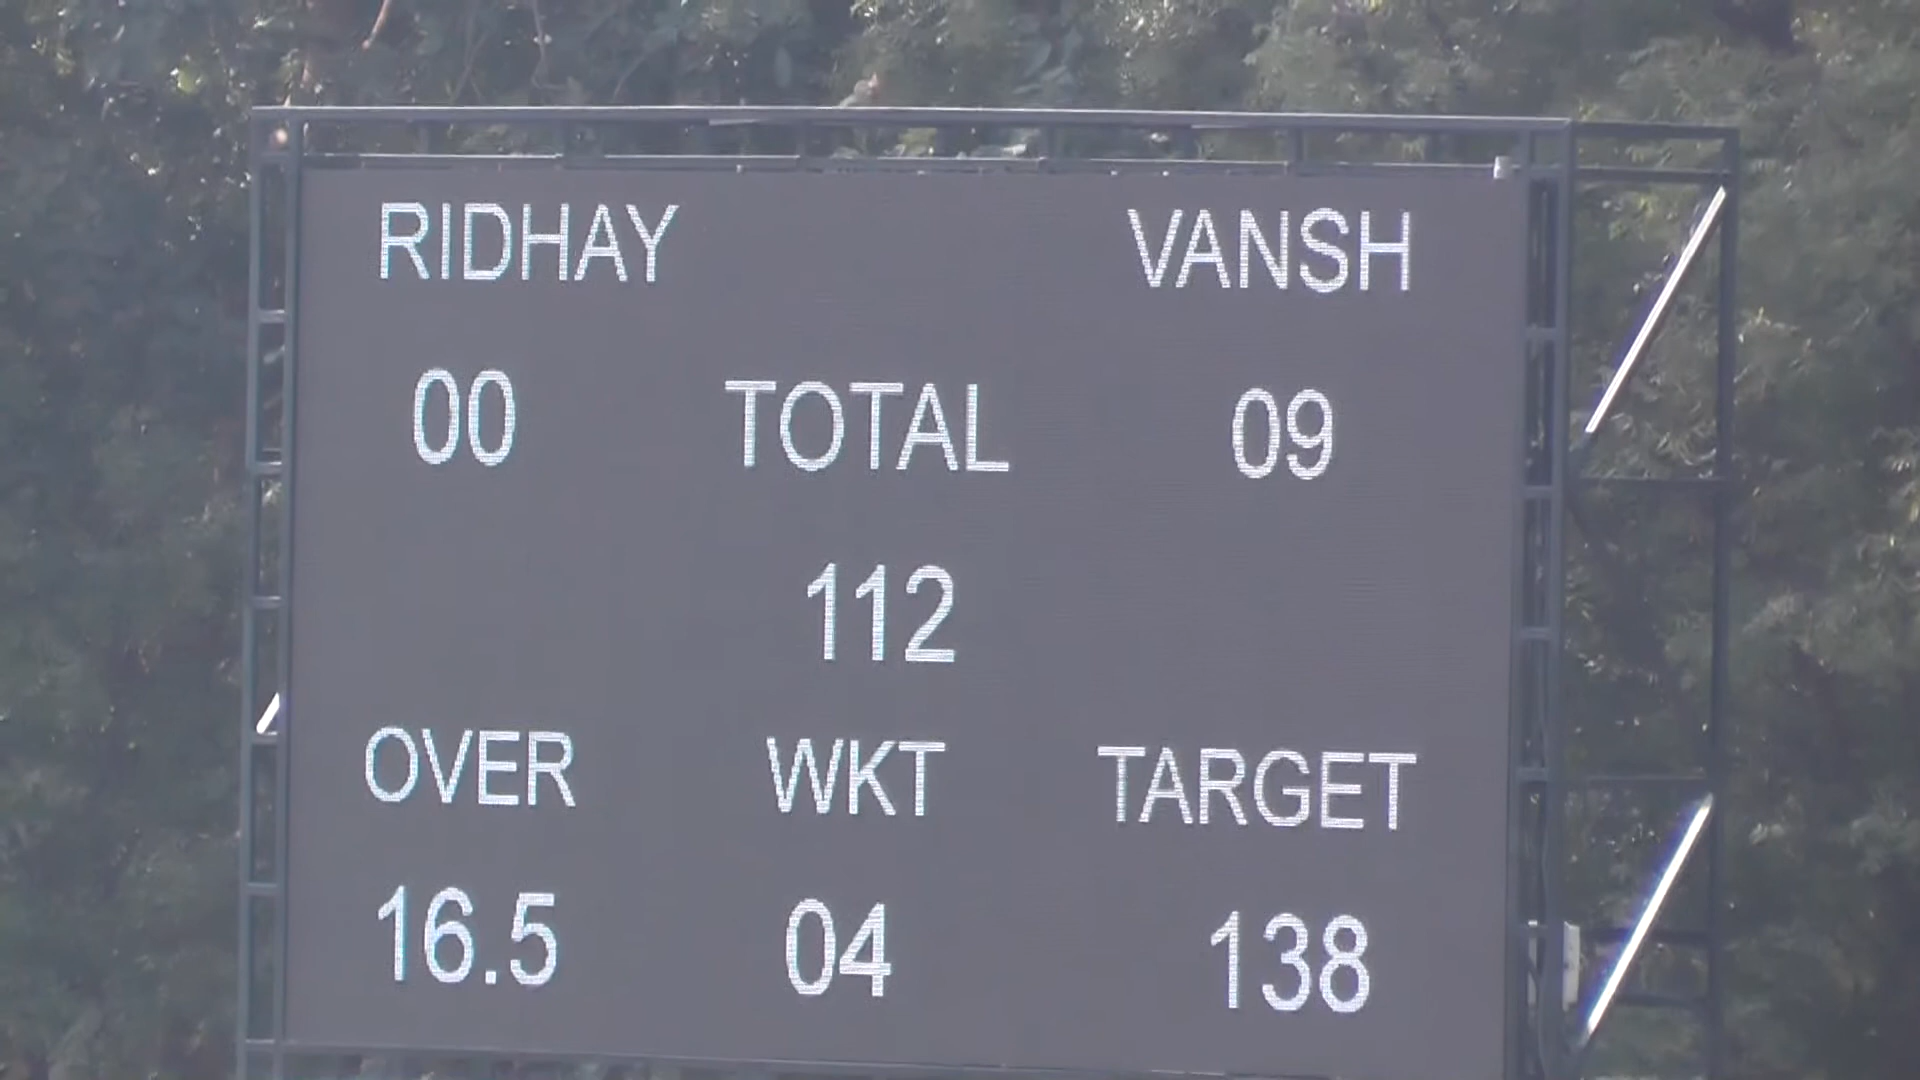 RIDHAY VANSH
00 TOTAL 09
112
OVER WKT TARGET
16.5 04 138